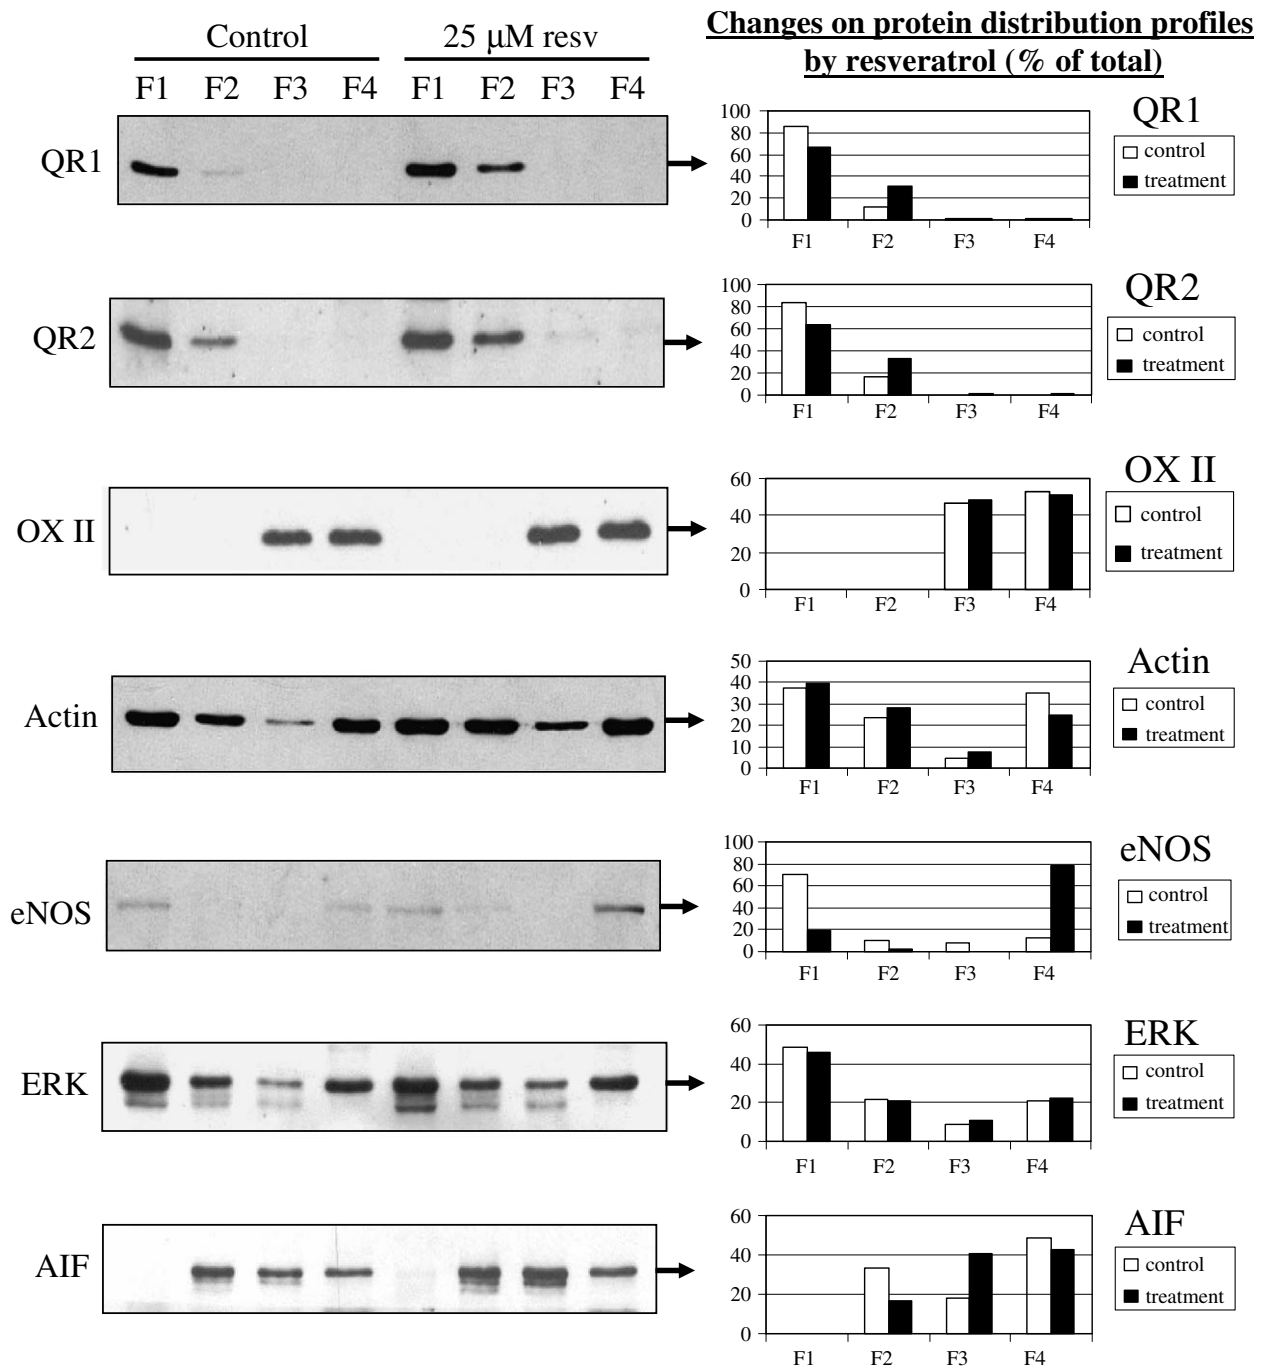 Control 25 µM resv
F1 F2 F3 F4 F1 F2 F3 F4
Changes on protein distribution profiles
by resveratrol (% of total)
QR1
QR1
control
treatment
100
80
60
40
20
0
F1 F2 F3 F4
QR2
QR2
control
treatment
100
80
60
40
20
0
F1 F2 F3 F4
OX II
OX II
control
treatment
60
40
20
0
F1 F2 F3 F4
Actin
Actin
control
treatment
50
40
30
20
10
0
F1 F2 F3 F4
eNOS
eNOS
control
treatment
100
80
60
40
20
0
F1 F2 F3 F4
ERK
ERK
control
treatment
60
40
20
0
F1 F2 F3 F4
AIF
AIF
control
treatment
60
40
20
0
F1 F2 F3 F4